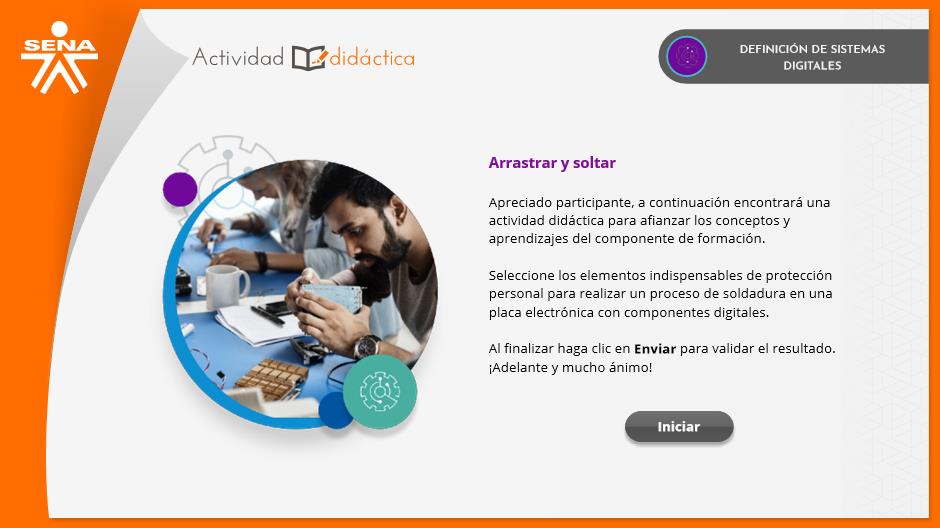 SENA
Actividad didáctica
DEFINICIÓN DE SISTEMAS
DIGITALES
Arrastrar y soltar
Apreciado participante, a continuación encontrará una
actividad didáctica para afianzar los conceptos y
aprendizajes del componente de formación.
Seleccione los elementos indispensables de protección
personal para realizar un proceso de soldadura en una
placa electrónica con componentes digitales.
Al finalizar haga clic en Enviar para validar el resultado.
¡Adelante y mucho ánimo!
Iniciar